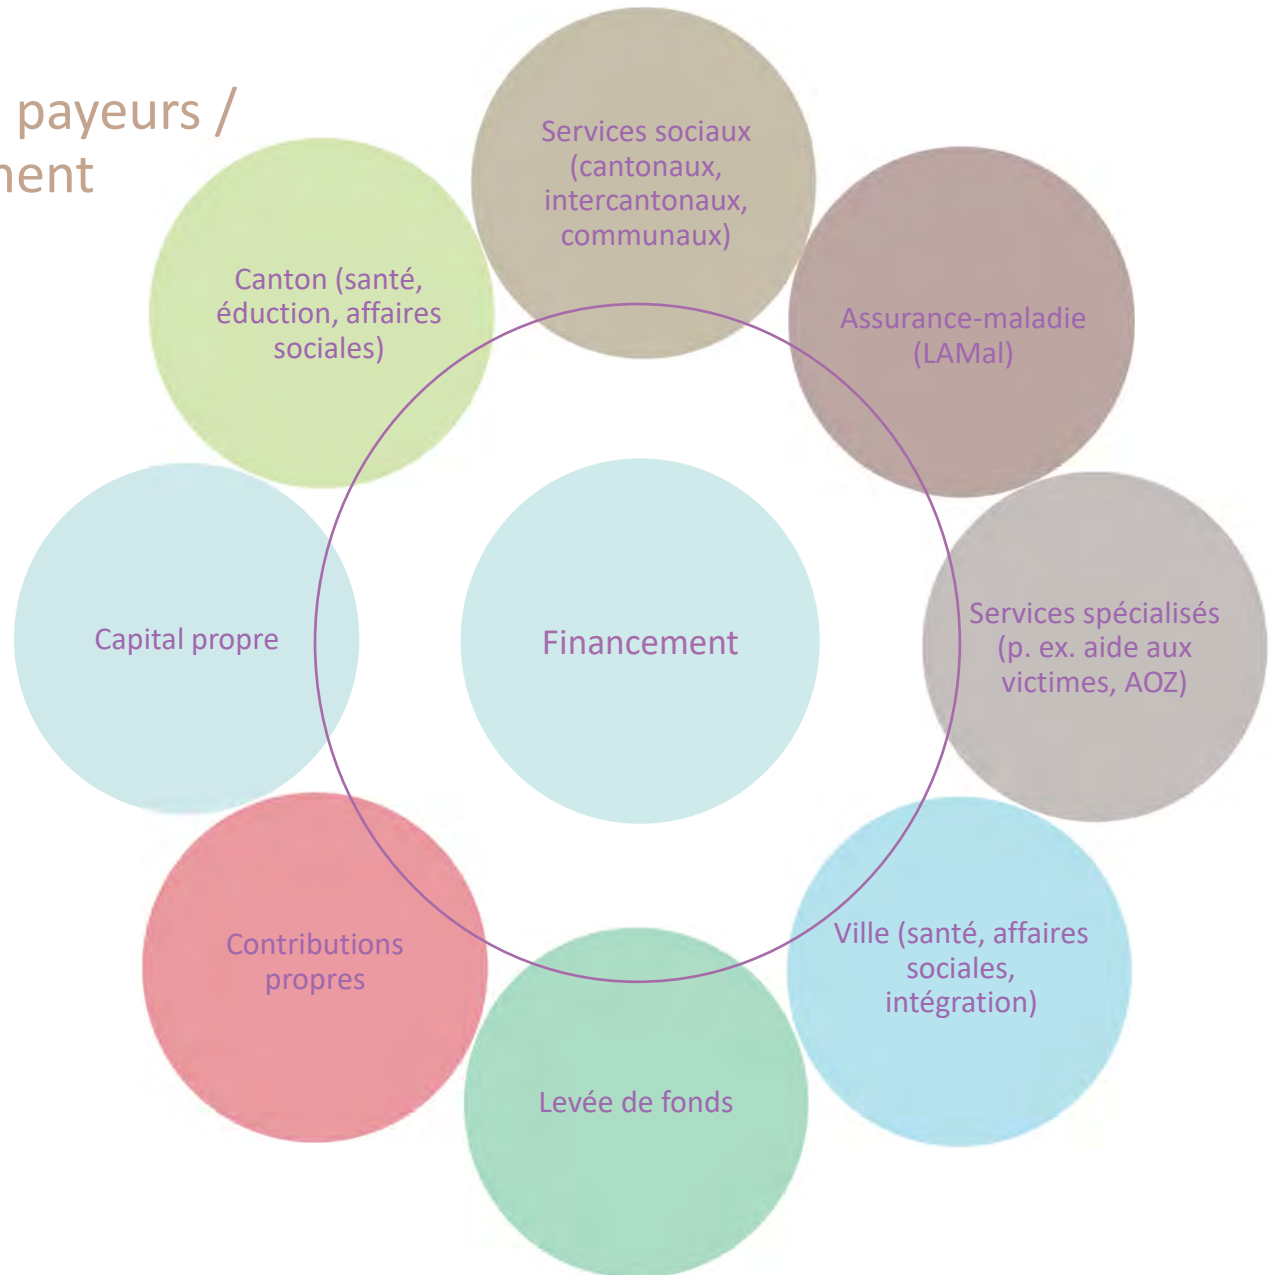 payeurs /
Services sociaux
(cantonaux,
intercantonaux,
communaux)
Canton (santé,
éduction, affaires
sociales)
Assurance-maladie
(LAMal)
Capital propre
Financement
Services spécialisés
(p. ex. aide aux
victimes, AOZ)
Contributions
propres
Ville (santé, affaires
sociales,
intégration)
Levée de fonds